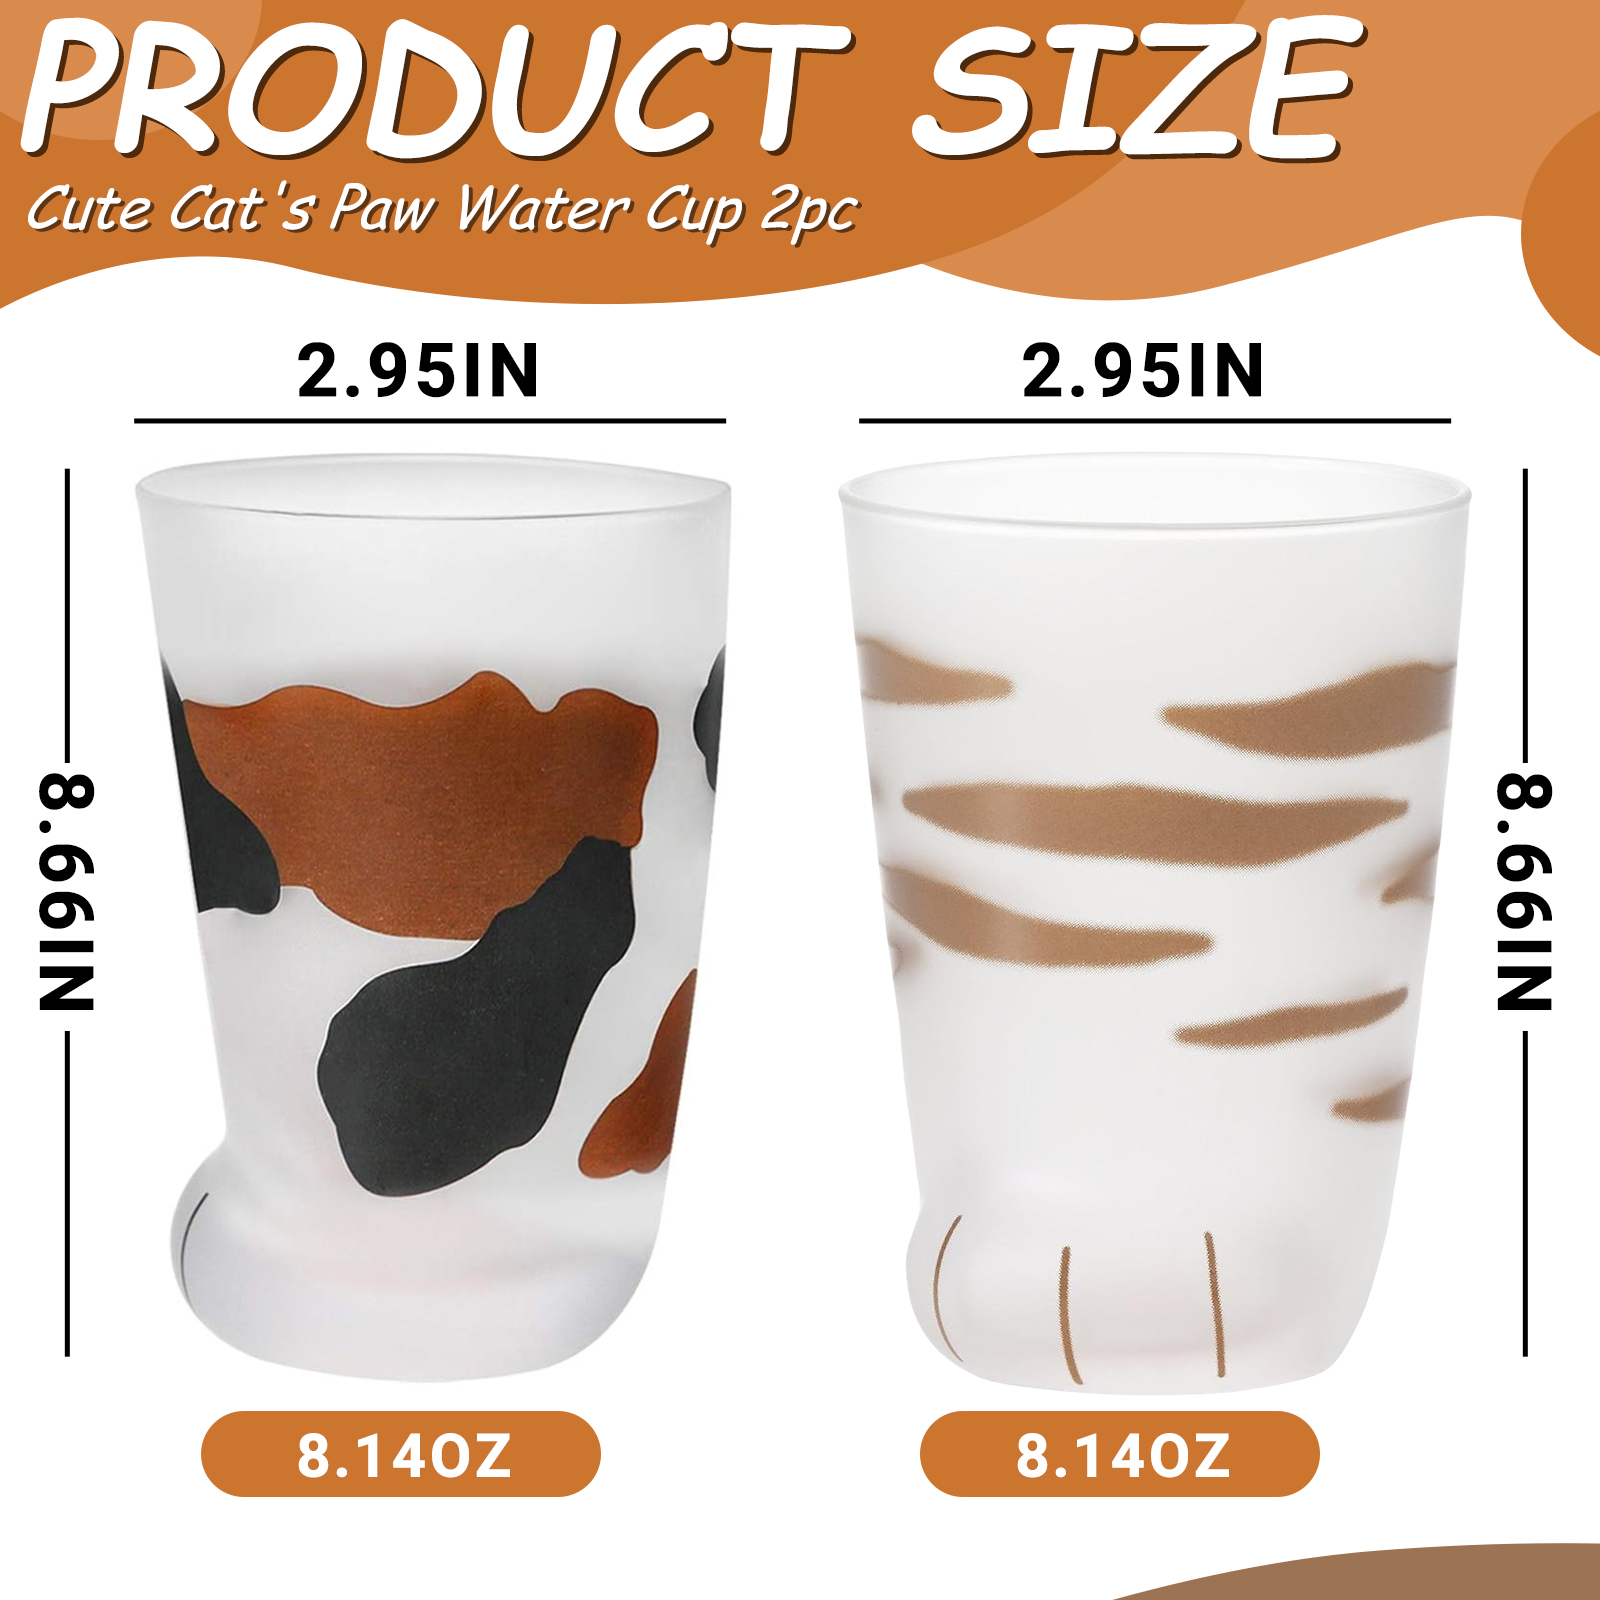 PRODUCT SIZE
Cute Cat's Paw Water Cup 2pc
2.95IN
2.95IN
8.66IN
8.66IN
8.14OZ
8.14OZ